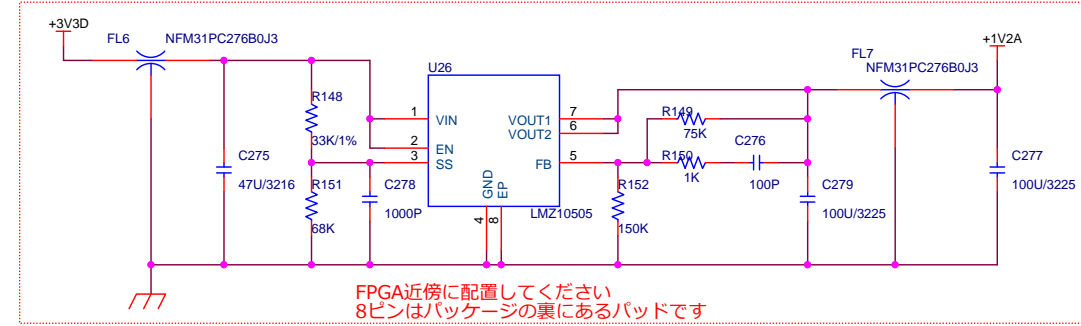 +3V3D
FL6
NFM31PC276B0J3
+1V2A
FL7
NFM31PC276B0J3
U26
R148
33K/1%
1
VIN
VOUT1
7
VOUT2
6
R149
75K
C276
2
EN
3
SS
FB
5
R150
1K
100P
C275
47U/3216
R151
68K
C278
1000P
GND
EP
4
8
LMZ10505
R152
150K
C279
100U/3225
C277
100U/3225
FPGA近傍に配置してください
8ピンはパッケージの裏にあるパッドです